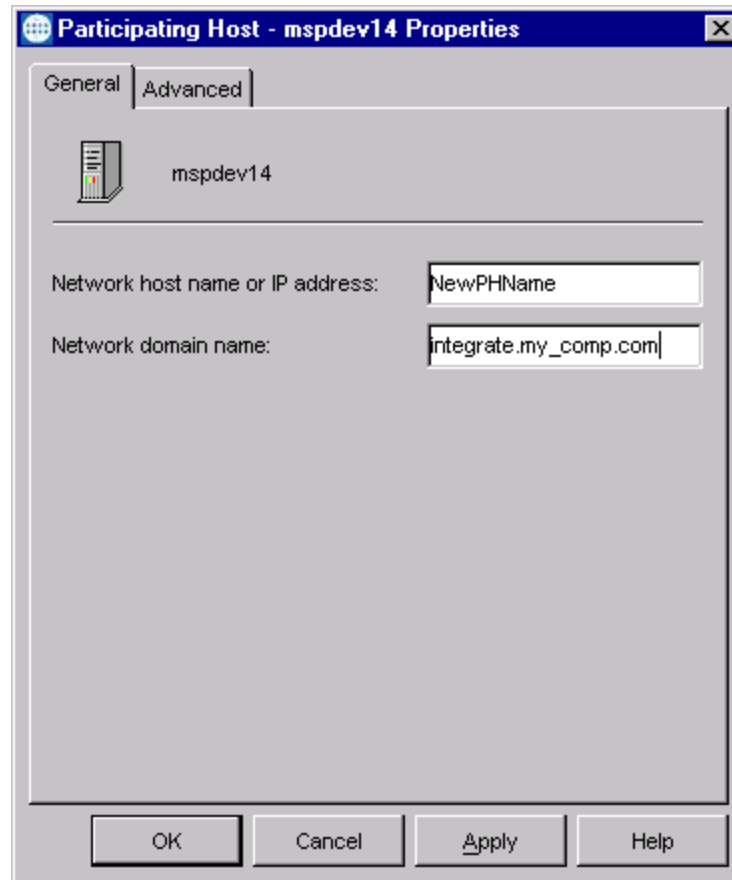 Participating Host - mspdev14 Properties
General Advanced
mspdev14
Network host name or IP address: NewPHName
Network domain name: integrate.my_comp.com
OK Cancel Apply Help